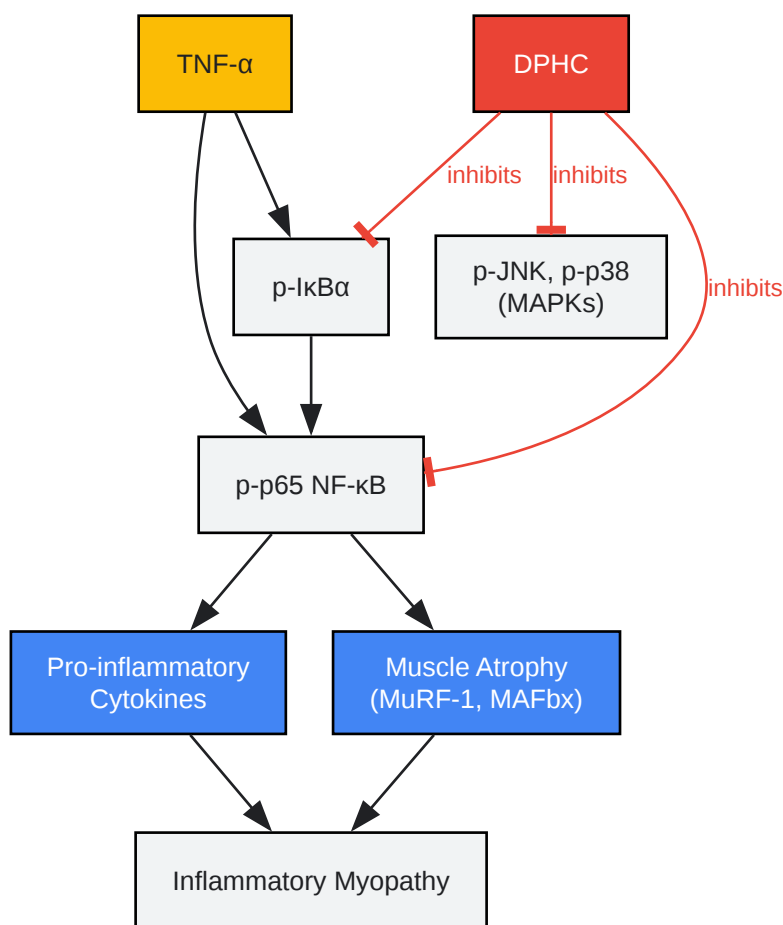 TNF-α
DPHC
inhibits
inhibits
inhibits
p-IκBα
p-JNK, p-p38
(MAPKs)
p-p65 NF-κB
Pro-inflammatory
Cytokines
Muscle Atrophy
(MuRF-1, MAFbx)
Inflammatory Myopathy